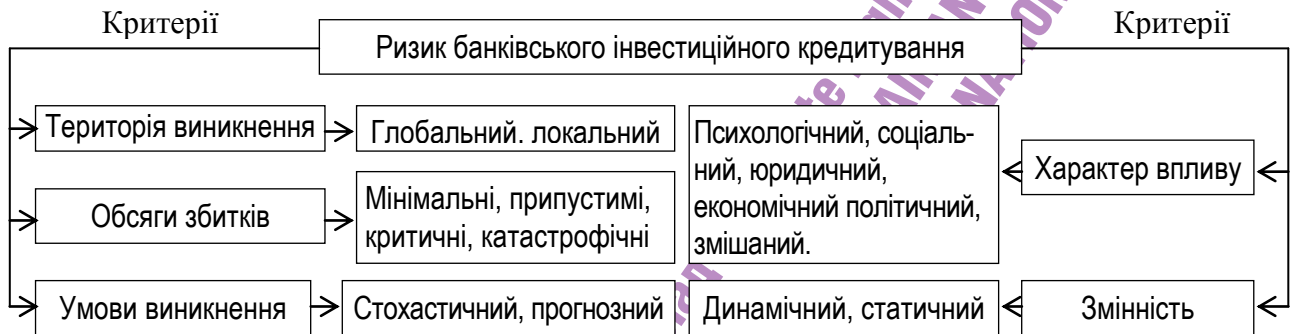 Критерії
Критерії
Ризик банківського інвестиційного кредитування
Територія виникнення
Глобальний. локальний
Обсяги збитків
Мінімальні, припустимі,
критичні, катастрофічні
Умови виникнення
Стохастичний, прогнозний
Психологічний, соціаль-
ний, юридичний,
економічний політичний,
змішаний.
Характер впливу
Динамічний, статичний
Змінність